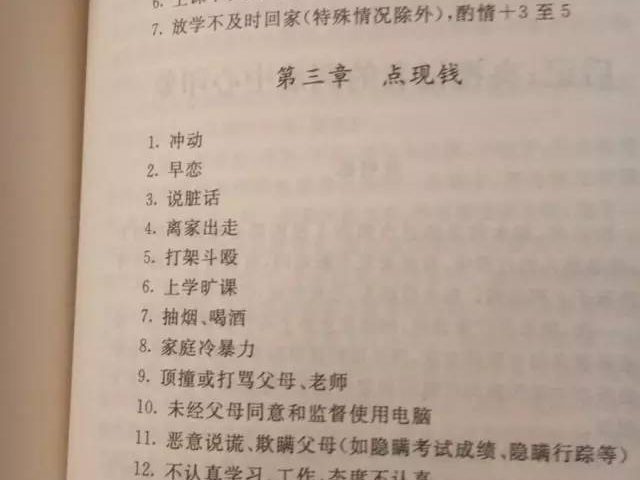 7. 放学不及时回家(特殊情况除外),酌情+3 至 5
第三章 点现钱
1. 冲动
2. 早恋
3. 说脏话
4. 离家出走
5. 打架斗殴
6. 上学旷课
7. 抽烟、喝酒
8. 家庭冷暴力
9. 顶撞或打骂父母、老师
10. 未经父母同意和监督使用电脑
11. 恶意说谎、欺瞒父母(如隐瞒考试成绩、隐瞒行踪等)
12. 不认真学习、工作,态度不认真